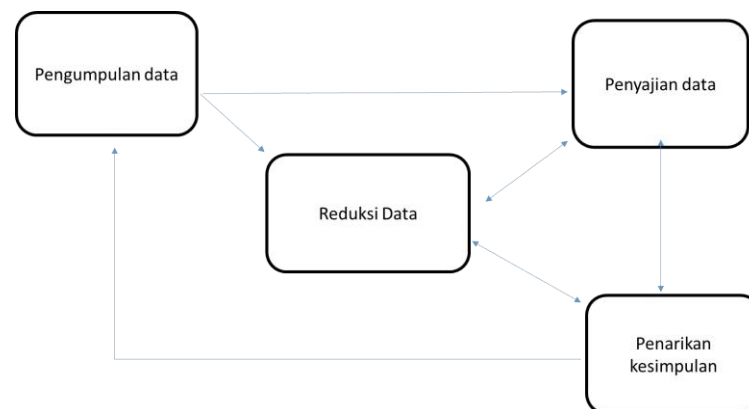 Pengumpulan data
Penyajian data
Reduksi Data
Penarikan
kesimpulan